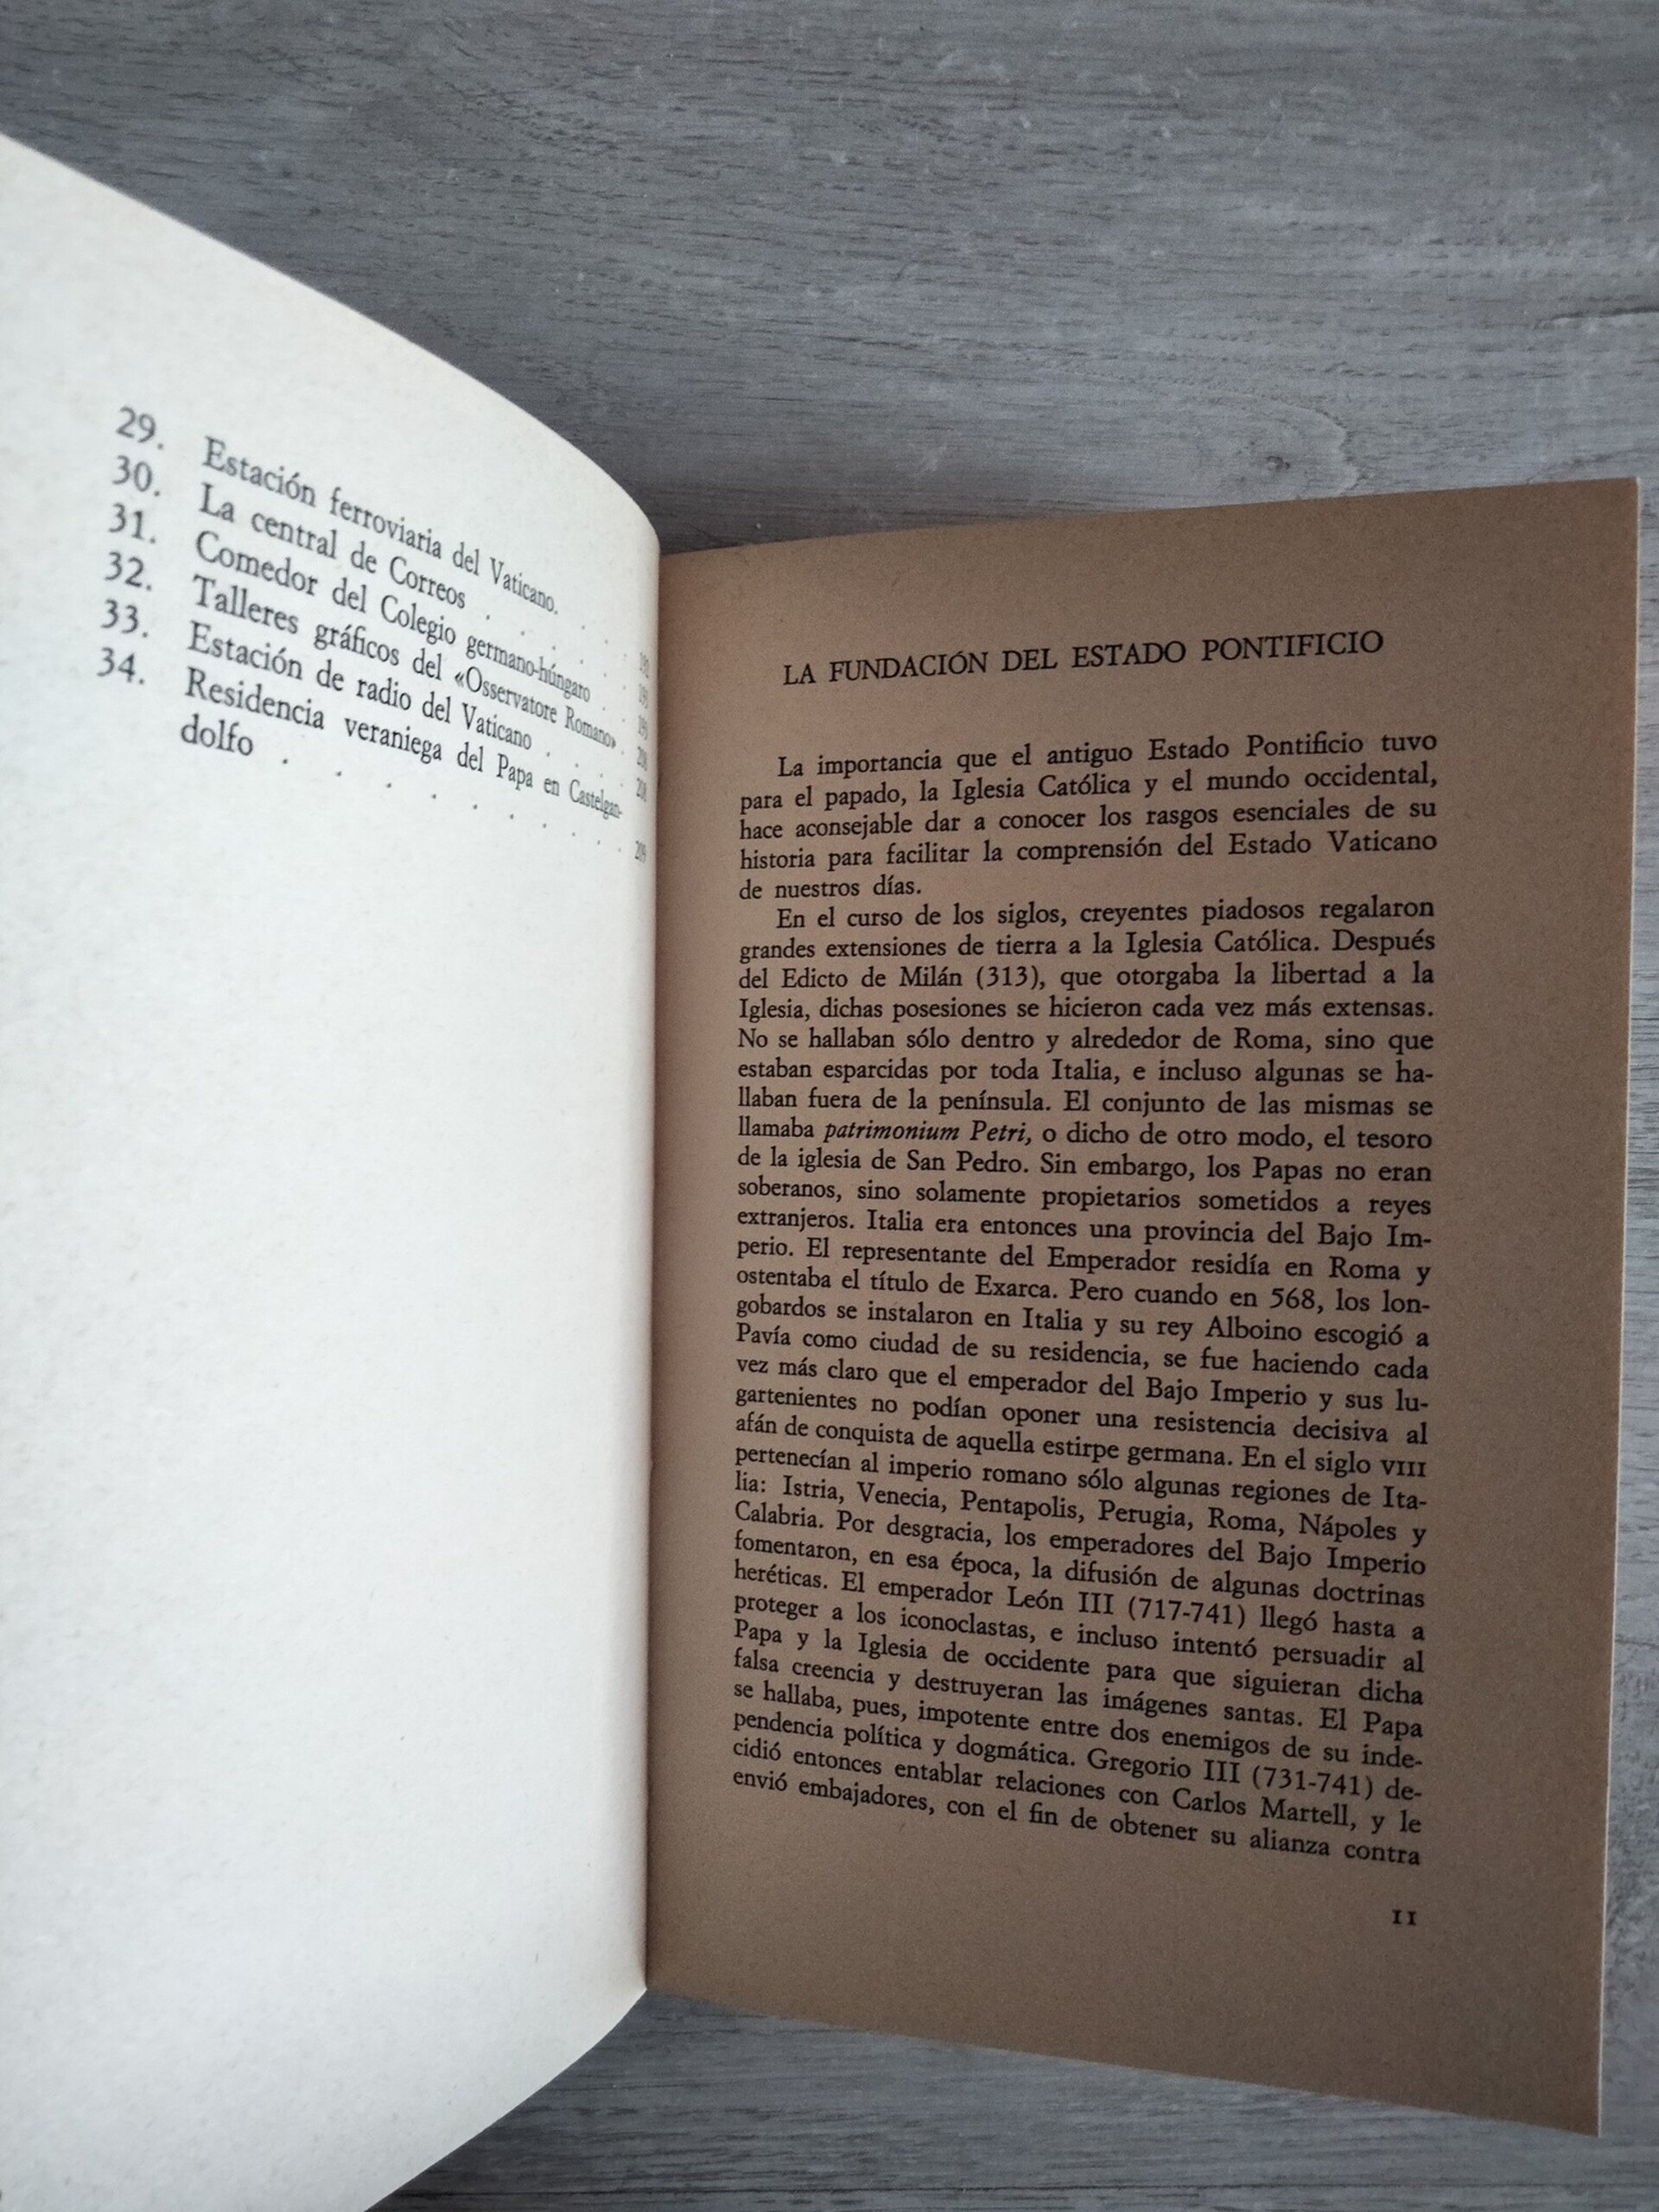 29. Estación ferroviaria del Vaticano. . . .
30. La central de Correos . . . . .
31. Comedor del Colegio germano-húngaro . .
32. Talleres gráficos del «Osservatore Romano» .
33. Estación de radio del Vaticano . . . .
34. Residencia veraniega del Papa en Castelgan-
dolfo . . . . . . . . 209
LA FUNDACIÓN DEL ESTADO PONTIFICIO
La importancia que el antiguo Estado Pontificio tuvo
para el papado, la Iglesia Católica y el mundo occidental,
hace aconsejable dar a conocer los rasgos esenciales de su
historia para facilitar la comprensión del Estado Vaticano
de nuestros días.
En el curso de los siglos, creyentes piadosos regalaron
grandes extensiones de tierra a la Iglesia Católica. Después
del Edicto de Milán (313), que otorgaba la libertad a la
Iglesia, dichas posesiones se hicieron cada vez más extensas.
No se hallaban sólo dentro y alrededor de Roma, sino que
estaban esparcidas por toda Italia, e incluso algunas se ha-
llaban fuera de la península. El conjunto de las mismas se
llamaba patrimonium Petri, o dicho de otro modo, el tesoro
de la iglesia de San Pedro. Sin embargo, los Papas no eran
soberanos, sino solamente propietarios sometidos a reyes
extranjeros. Italia era entonces una provincia del Bajo Im-
perio. El representante del Emperador residía en Roma y
ostentaba el título de Exarca. Pero cuando en 568, los lon-
gobardos se instalaron en Italia y su rey Alboino escogió a
Pavía como ciudad de su residencia, se fue haciendo cada
vez más claro que el emperador del Bajo Imperio y sus lu-
gartenientes no podían oponer una resistencia decisiva al
afán de conquista de aquella estirpe germana. En el siglo VIII
pertenecían al imperio romano sólo algunas regiones de Ita-
lia: Istria, Venecia, Pentapolis, Perugia, Roma, Nápoles y
Calabria. Por desgracia, los emperadores del Bajo Imperio
fomentaron, en esa época, la difusión de algunas doctrinas
heréticas. El emperador León III (717-741) llegó hasta a
proteger a los iconoclastas, e incluso intentó persuadir al
Papa y la Iglesia de occidente para que siguieran dicha
falsa creencia y destruyeran las imágenes santas. El Papa
se hallaba, pues, impotente entre dos enemigos de su inde-
pendencia política y dogmática. Gregorio III (731-741) de-
cidió entonces entablar relaciones con Carlos Martell, y le
envió embajadores, con el fin de obtener su alianza contra
11